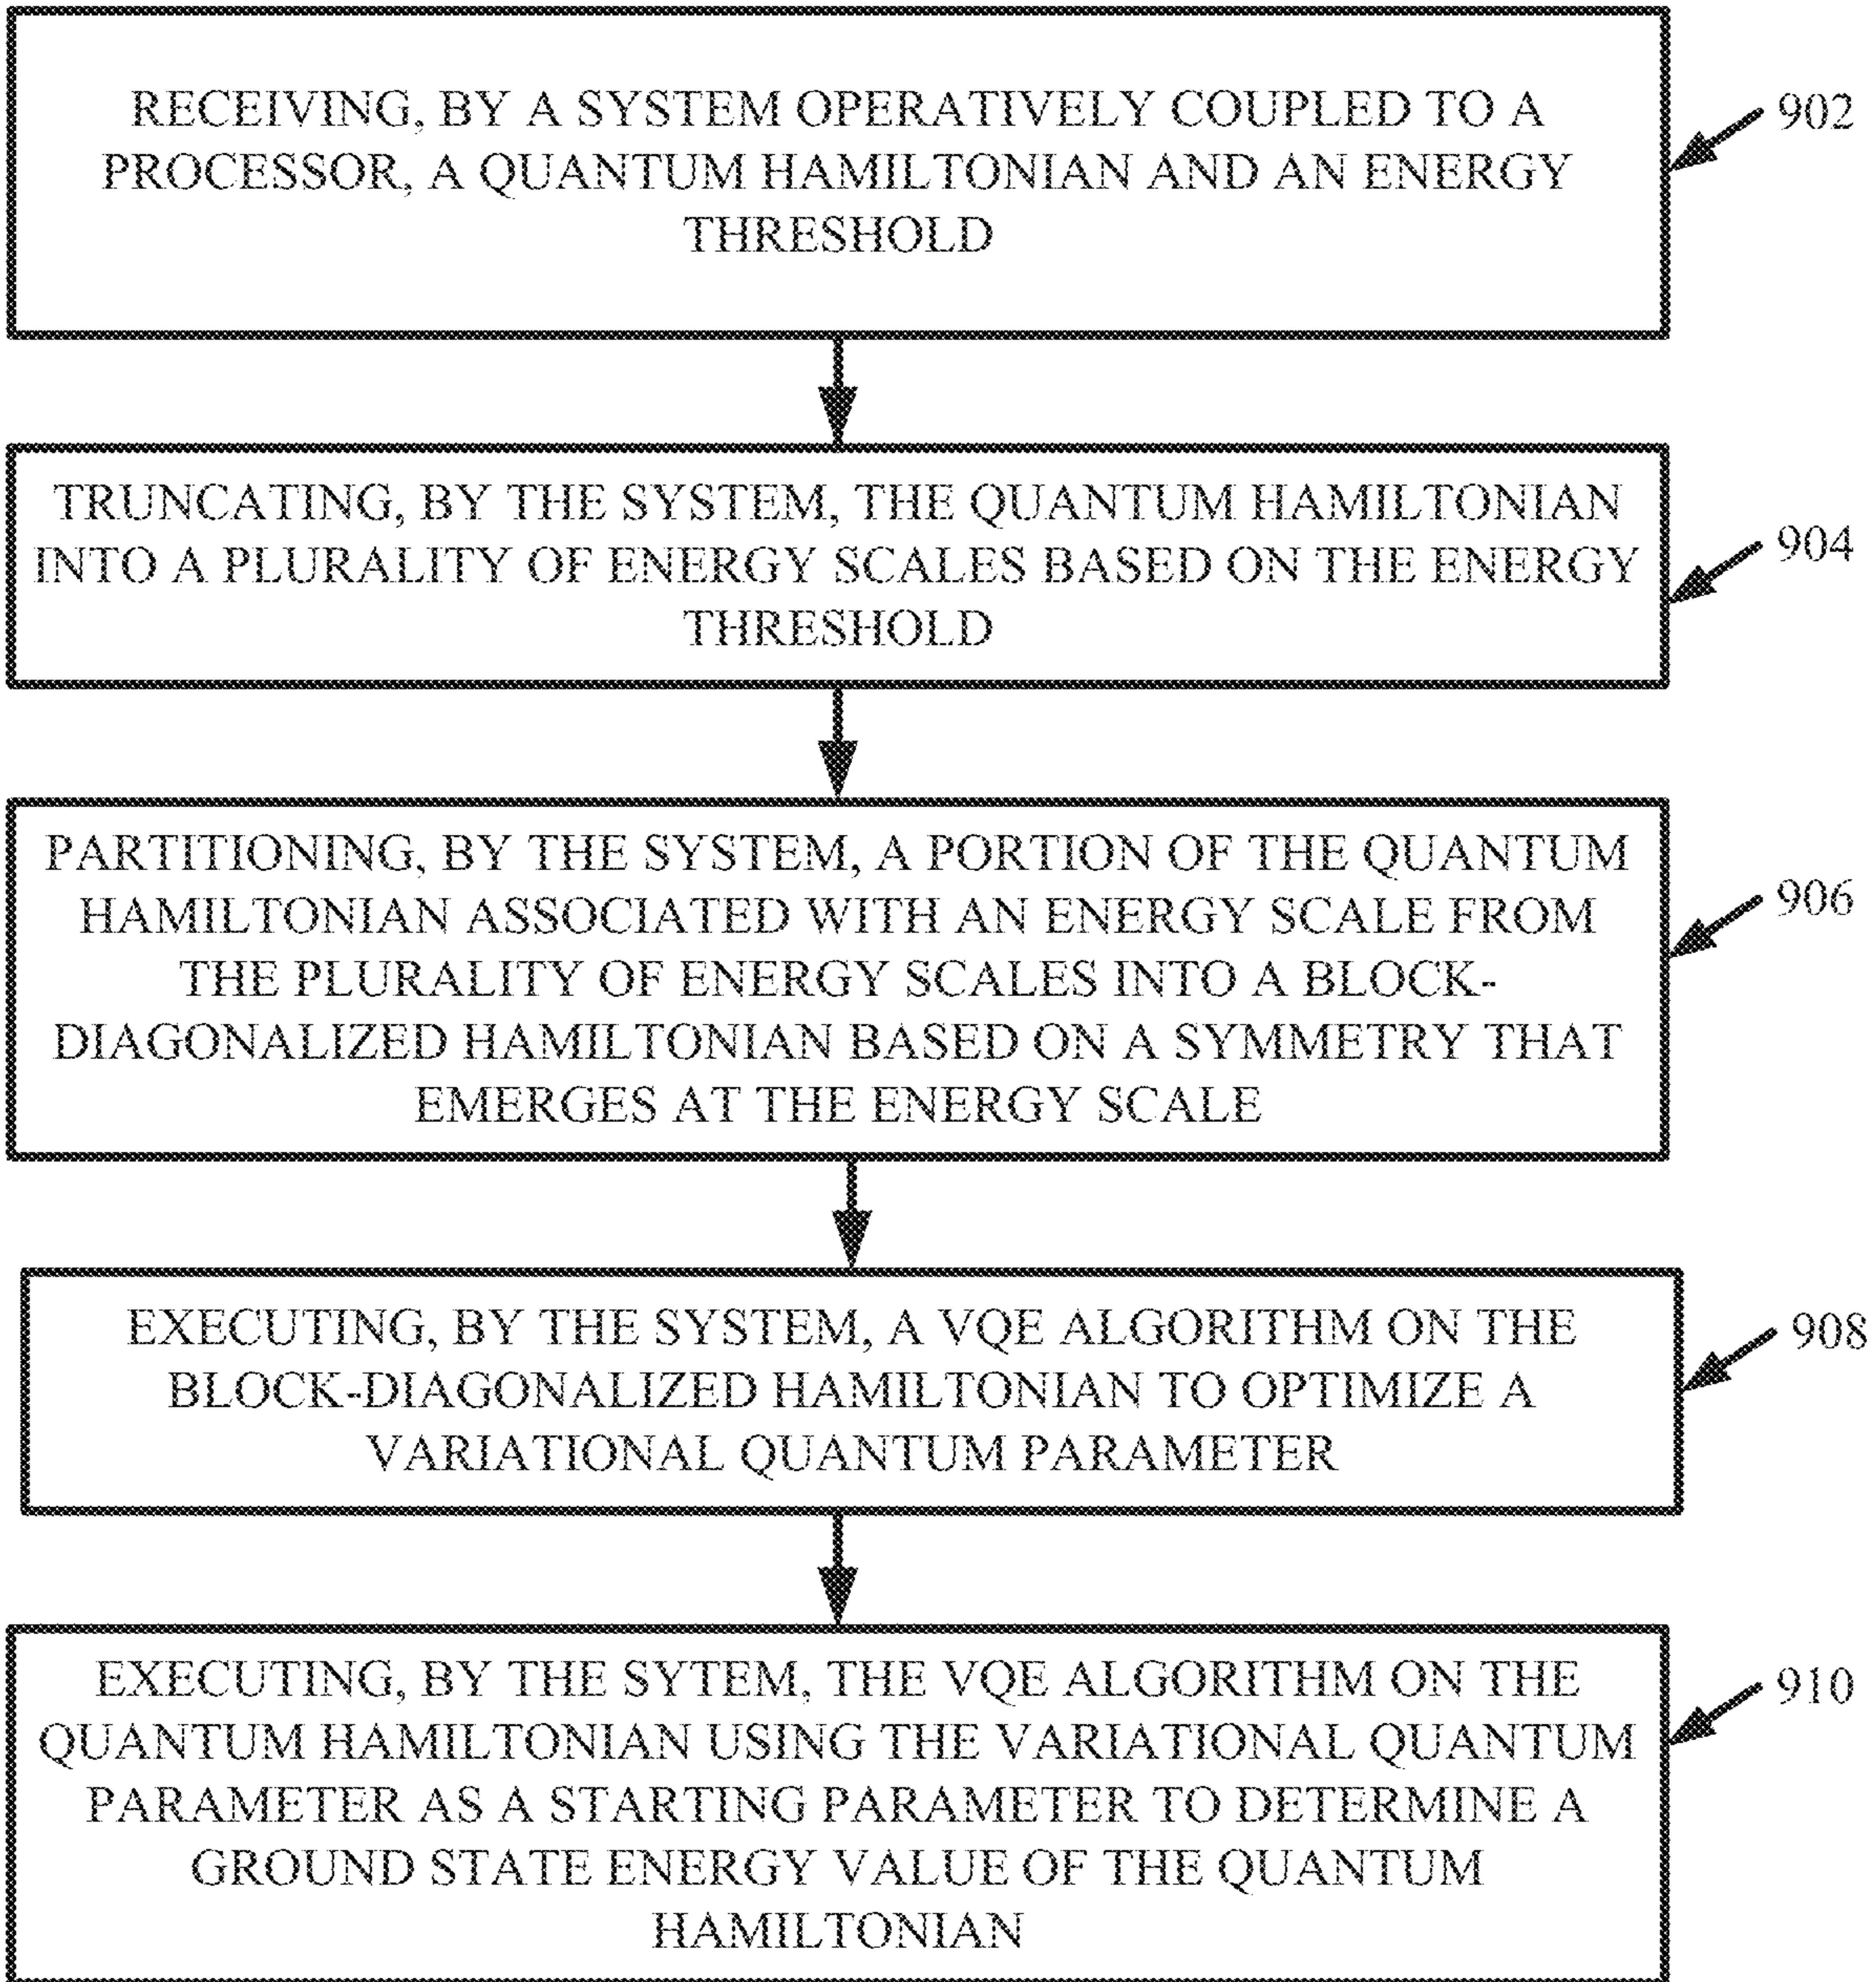 RECEIVING, BY A SYSTEM OPERATIVELY COUPLED TO A
PROCESSOR, A QUANTUM HAMILTONIAN AND AN ENERGY
THRESHOLD
902
TRUNCATING, BY THE SYSTEM, THE QUANTUM HAMILTONIAN
INTO A PLURALITY OF ENERGY SCALES BASED ON THE ENERGY
THRESHOLD
904
PARTITIONING, BY THE SYSTEM, A PORTION OF THE QUANTUM
HAMILTONIAN ASSOCIATED WITH AN ENERGY SCALE FROM
THE PLURALITY OF ENERGY SCALES INTO A BLOCK-
DIAGONALIZED HAMILTONIAN BASED ON A SYMMETRY THAT
EMERGES AT THE ENERGY SCALE
906
EXECUTING, BY THE SYSTEM, A VQE ALGORITHM ON THE
BLOCK-DIAGONALIZED HAMILTONIAN TO OPTIMIZE A
VARIATIONAL QUANTUM PARAMETER
908
EXECUTING, BY THE SYTEM, THE VQE ALGORITHM ON THE
QUANTUM HAMILTONIAN USING THE VARIATIONAL QUANTUM
PARAMETER AS A STARTING PARAMETER TO DETERMINE A
GROUND STATE ENERGY VALUE OF THE QUANTUM
HAMILTONIAN
910